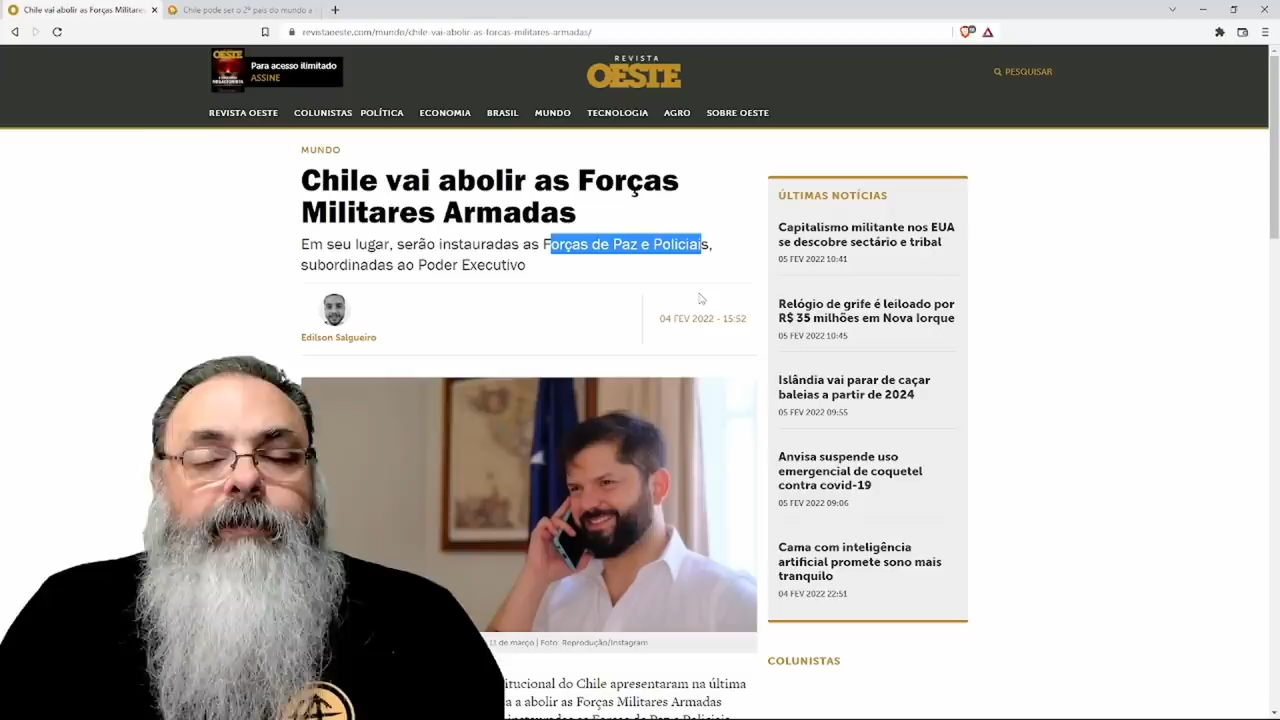 Chile vai abolir as Forças Militares
Chile pode ser o 2º país do mundo a
revistaoeste.com/mundo/chile-vai-abolir-as-forcas-militares-armadas/
OESTE
Para acesso ilimitado
ASSINE
REVISTA
OESTE
PESQUISAR
REVISTA OESTE COLUNISTAS POLÍTICA ECONOMIA BRASIL MUNDO TECNOLOGIA AGRO SOBRE OESTE
MUNDO
Chile vai abolir as Forças
Militares Armadas
Em seu lugar, serão instauradas as Forças de Paz e Policiais,
subordinadas ao Poder Executivo
Edilson Salgueiro
04 FEV 2022 - 15:52
11 de março | Foto: Reprodução/Instagram
itucional do Chile apresentaram na última
a a abolir as Forças Militares Armadas
instauradas as Forças de Paz e Policiais
ÚLTIMAS NOTÍCIAS
Capitalismo militante nos EUA
se descobre sectário e tribal
05 FEV 2022 10:41
Relógio de grife é leiloado por
R$ 35 milhões em Nova Iorque
05 FEV 2022 10:45
Islândia vai parar de caçar
baleias a partir de 2024
05 FEV 2022 09:55
Anvisa suspende uso
emergencial de coquetel
contra covid-19
05 FEV 2022 09:06
Cama com inteligência
artificial promete sono mais
tranquilo
04 FEV 2022 22:51
COLUNISTAS